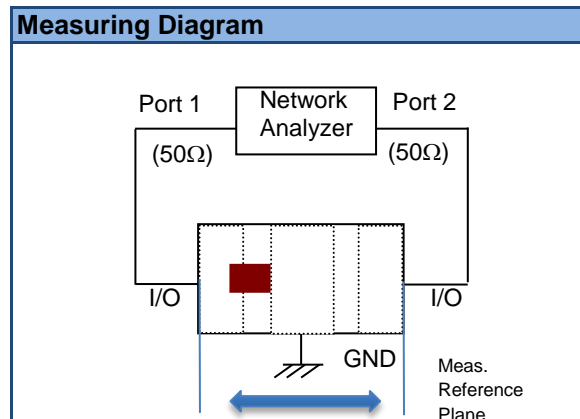 Measuring Diagram
Port 1
Network
Analyzer
Port 2
(50Ω)
(50Ω)
I/O
I/O
GND
Meas.
Reference
Plane